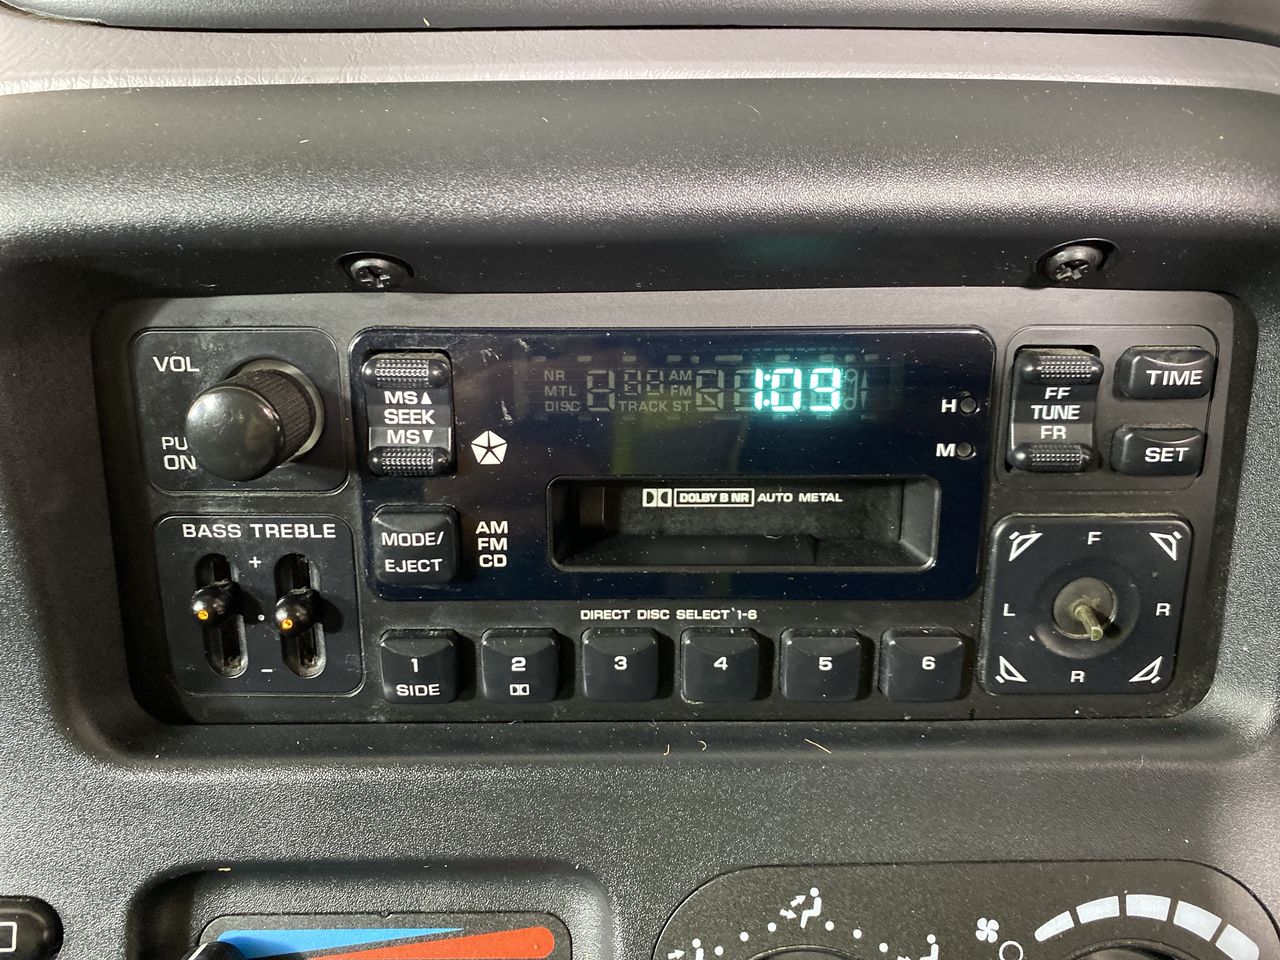 VOL
PU
ON
MS▲
SEEK
MS▼
NR
MTL
DISC
AM
FM
TRACK ST
1:09
H
M
FF
TUNE
FR
TIME
SET
DOLBY B NR AUTO METAL
BASS TREBLE
+
-
MODE/
EJECT
AM
FM
CD
DIRECT DISC SELECT 1-6
1
SIDE
2
3
4
5
6
F
L R
R